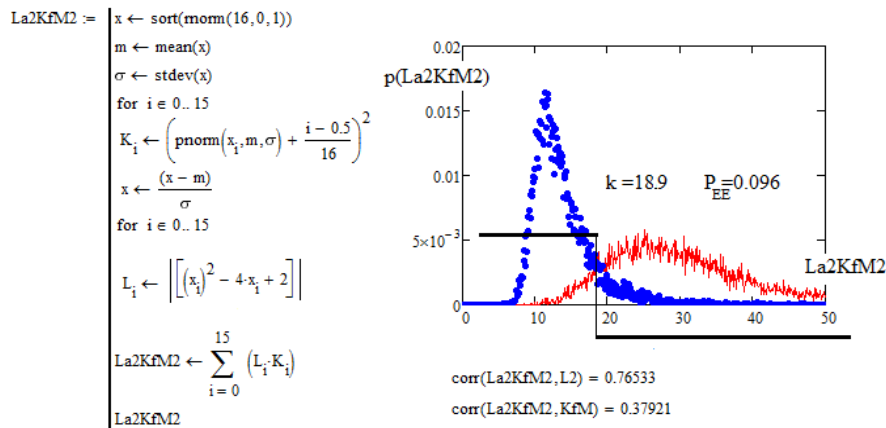 La2KfM2 := x ← sort(rnorm(16,0,1))
m ← mean(x)
σ ← stdev(x)
for i ∈ 0.. 15
K_i ← (pnorm(x_i, m, σ) + (i − 0.5)/16)^2
x ← (x − m)/σ
for i ∈ 0.. 15
L_i ← |[(x_i)^2 − 4·x_i + 2]|
La2KfM2 ← ∑_{i = 0}^{15} (L_i·K_i)
La2KfM2
0.02
p(La2KfM2)
0.015
0.01
k =18.9 P_EE=0.096
5×10^−3
La2KfM2
0
0 10 20 30 40 50
corr(La2KfM2, L2) = 0.76533
corr(La2KfM2, KfM) = 0.37921